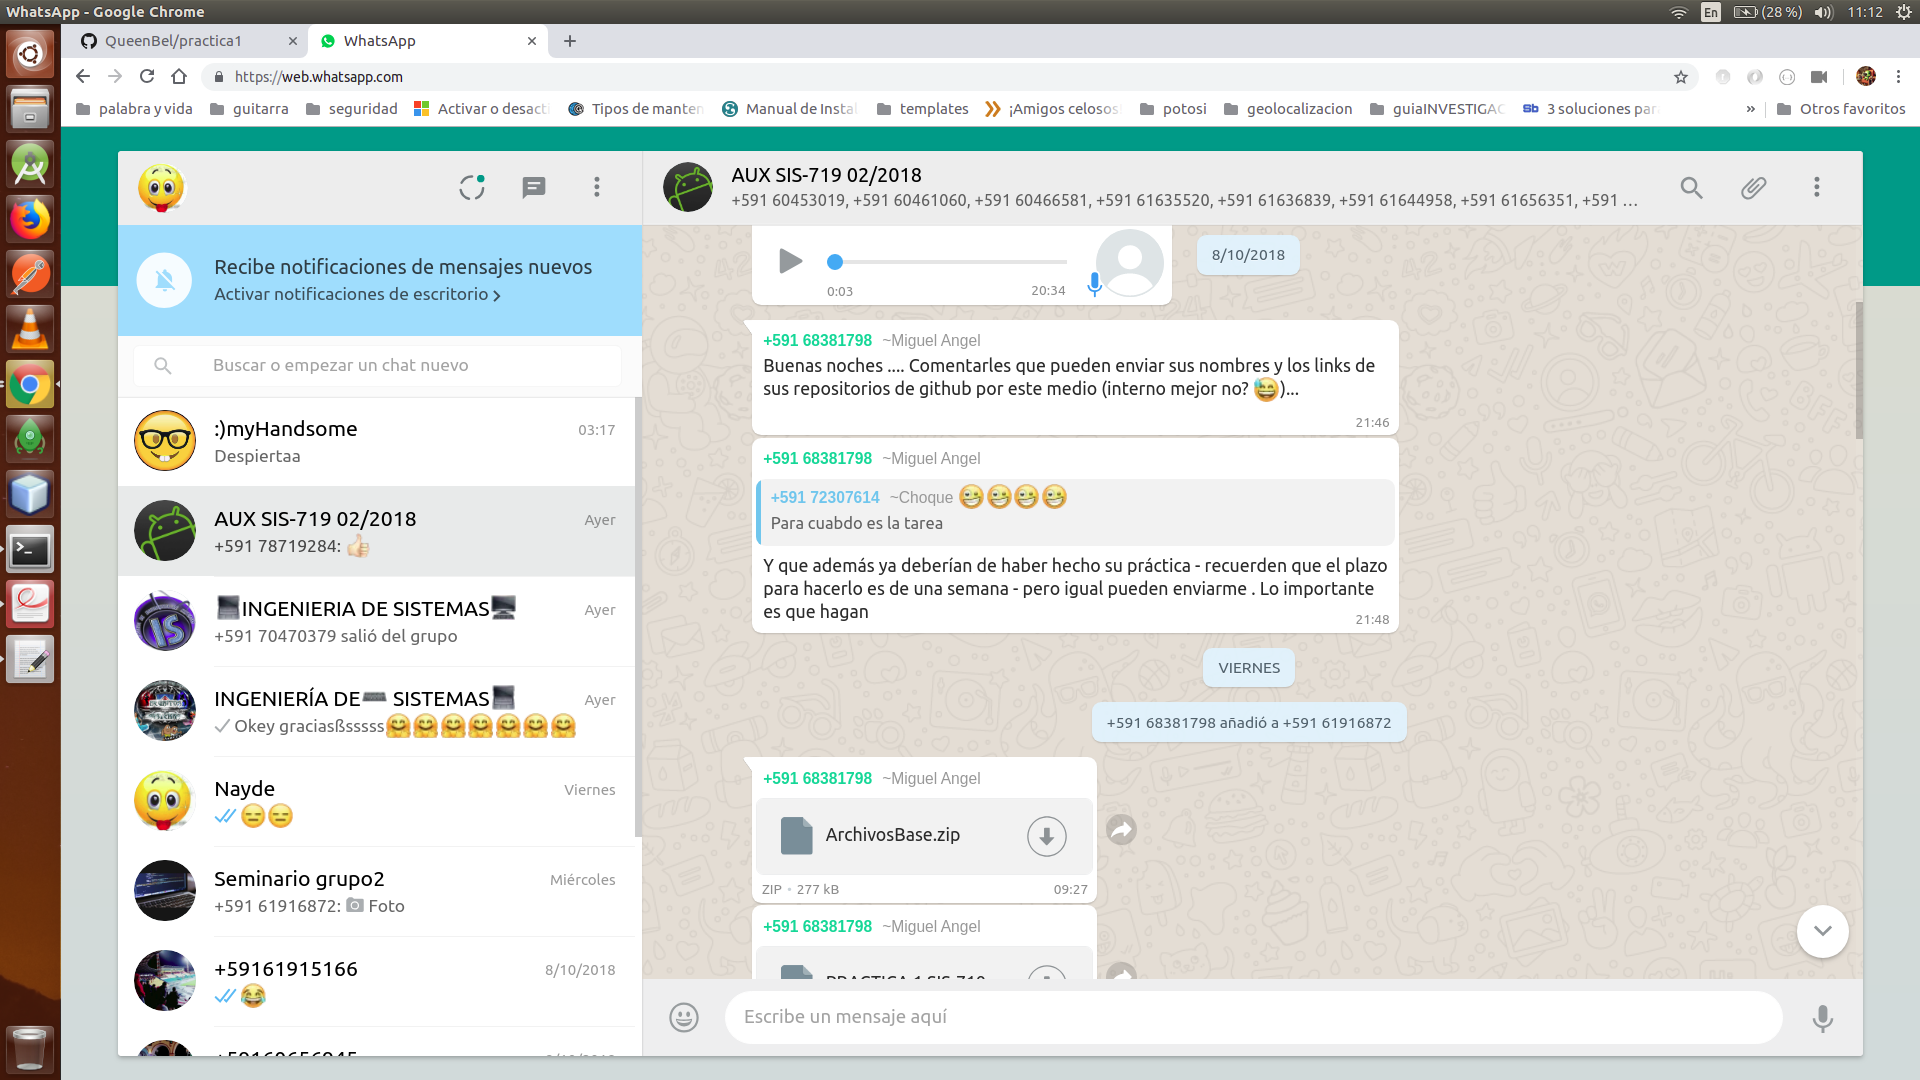 WhatsApp - Google Chrome
En
(28 %)
11:12
QueenBel/practica1
WhatsApp
https://web.whatsapp.com
palabra y vida
guitarra
seguridad
Activar o desacti
Tipos de manten
Manual de Instal
templates
¡Amigos celosos!
potosi
geolocalizacion
guiaINVESTIGAC
Sb
3 soluciones para
»
Otros favoritos
AUX SIS-719 02/2018
+591 60453019, +591 60461060, +591 60466581, +591 61635520, +591 61636839, +591 61644958, +591 61656351, +591 ...
Recibe notificaciones de mensajes nuevos
Activar notificaciones de escritorio
Buscar o empezar un chat nuevo
:)myHandsome
03:17
Despiertaa
AUX SIS-719 02/2018
Ayer
+591 78719284: 👍🏻
💻INGENIERIA DE SISTEMAS🖥
Ayer
+591 70470379 salió del grupo
INGENIERÍA DE⌨ SISTEMAS💻
Ayer
Okey graciasßsssss🤗🤗🤗🤗🤗🤗🤗
Nayde
Viernes
😑😑
Seminario grupo2
Miércoles
+591 61916872: 📷 Foto
+59161915166
8/10/2018
😂
0:03
20:34
8/10/2018
+591 68381798 ~Miguel Angel
Buenas noches .... Comentarles que pueden enviar sus nombres y los links de
sus repositorios de github por este medio (interno mejor no? 😅)...
21:46
+591 68381798 ~Miguel Angel
+591 72307614 ~Choque 😜😜😜😜
Para cuabdo es la tarea
Y que además ya deberían de haber hecho su práctica - recuerden que el plazo
para hacerlo es de una semana - pero igual pueden enviarme . Lo importante
es que hagan
21:48
VIERNES
+591 68381798 añadió a +591 61916872
+591 68381798 ~Miguel Angel
ArchivosBase.zip
ZIP • 277 kB
09:27
+591 68381798 ~Miguel Angel
PRACTICA 1 SIS-719
Escribe un mensaje aquí